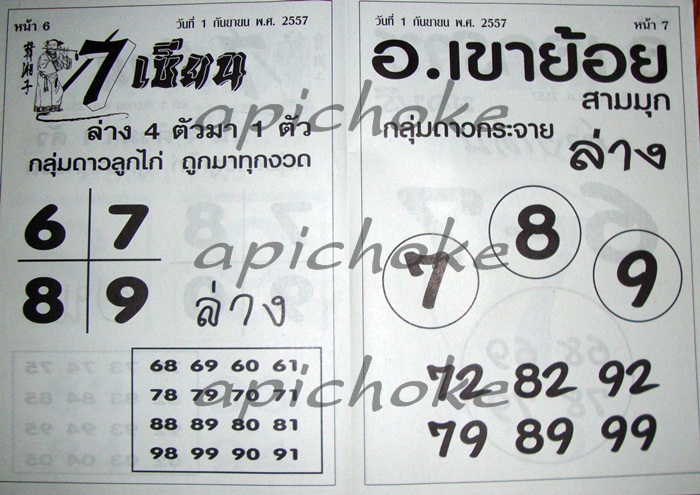 หน้า 6
วันที่ 1 กันยายน พ.ศ. 2557
7 เซียน
ล่าง 4 ตัวมา 1 ตัว
กลุ่มดาวลูกไก่ ถูกมาทุกงวด
6 7
8 9
ล่าง
68 69 60 61
78 79 70 71
88 89 80 81
98 99 90 91
วันที่ 1 กันยายน พ.ศ. 2557
หน้า 7
อ.เขาย้อย
สามมุก
กลุ่มดาวกระจาย
ล่าง
8
7 9
72 82 92
79 89 99
apichoke
apichoke
apichoke